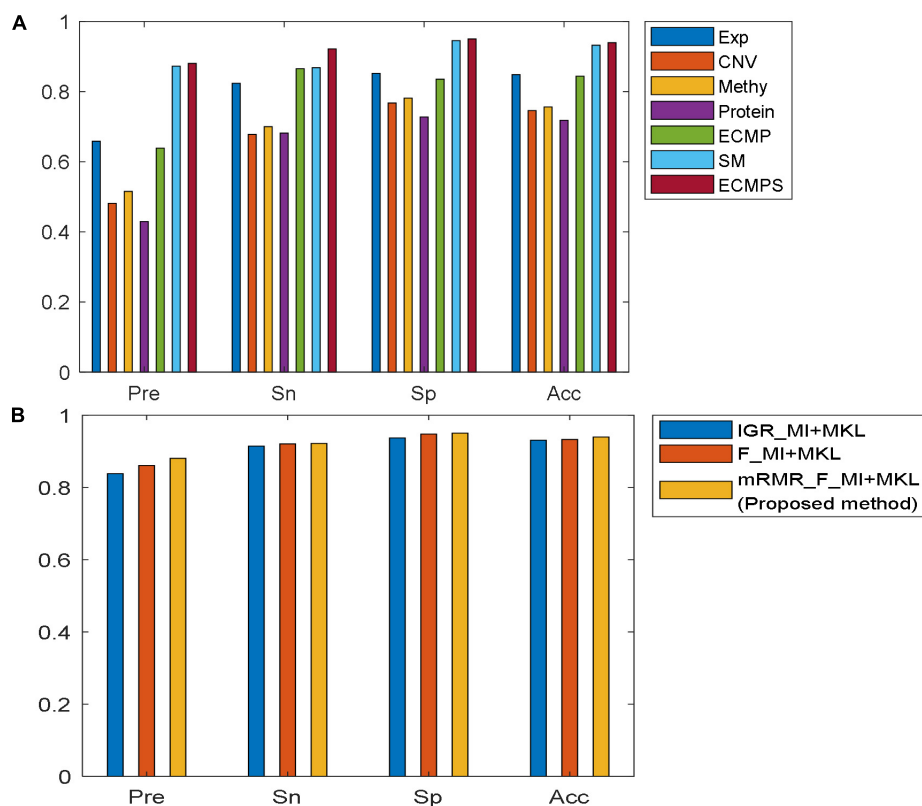 A
1
0.8
0.6
0.4
0.2
0
Pre Sn Sp Acc
Exp
CNV
Methy
Protein
ECMP
SM
ECMPS
B
1
0.8
0.6
0.4
0.2
0
Pre Sn Sp Acc
IGR_MI+MKL
F_MI+MKL
mRMR_F_MI+MKL
(Proposed method)